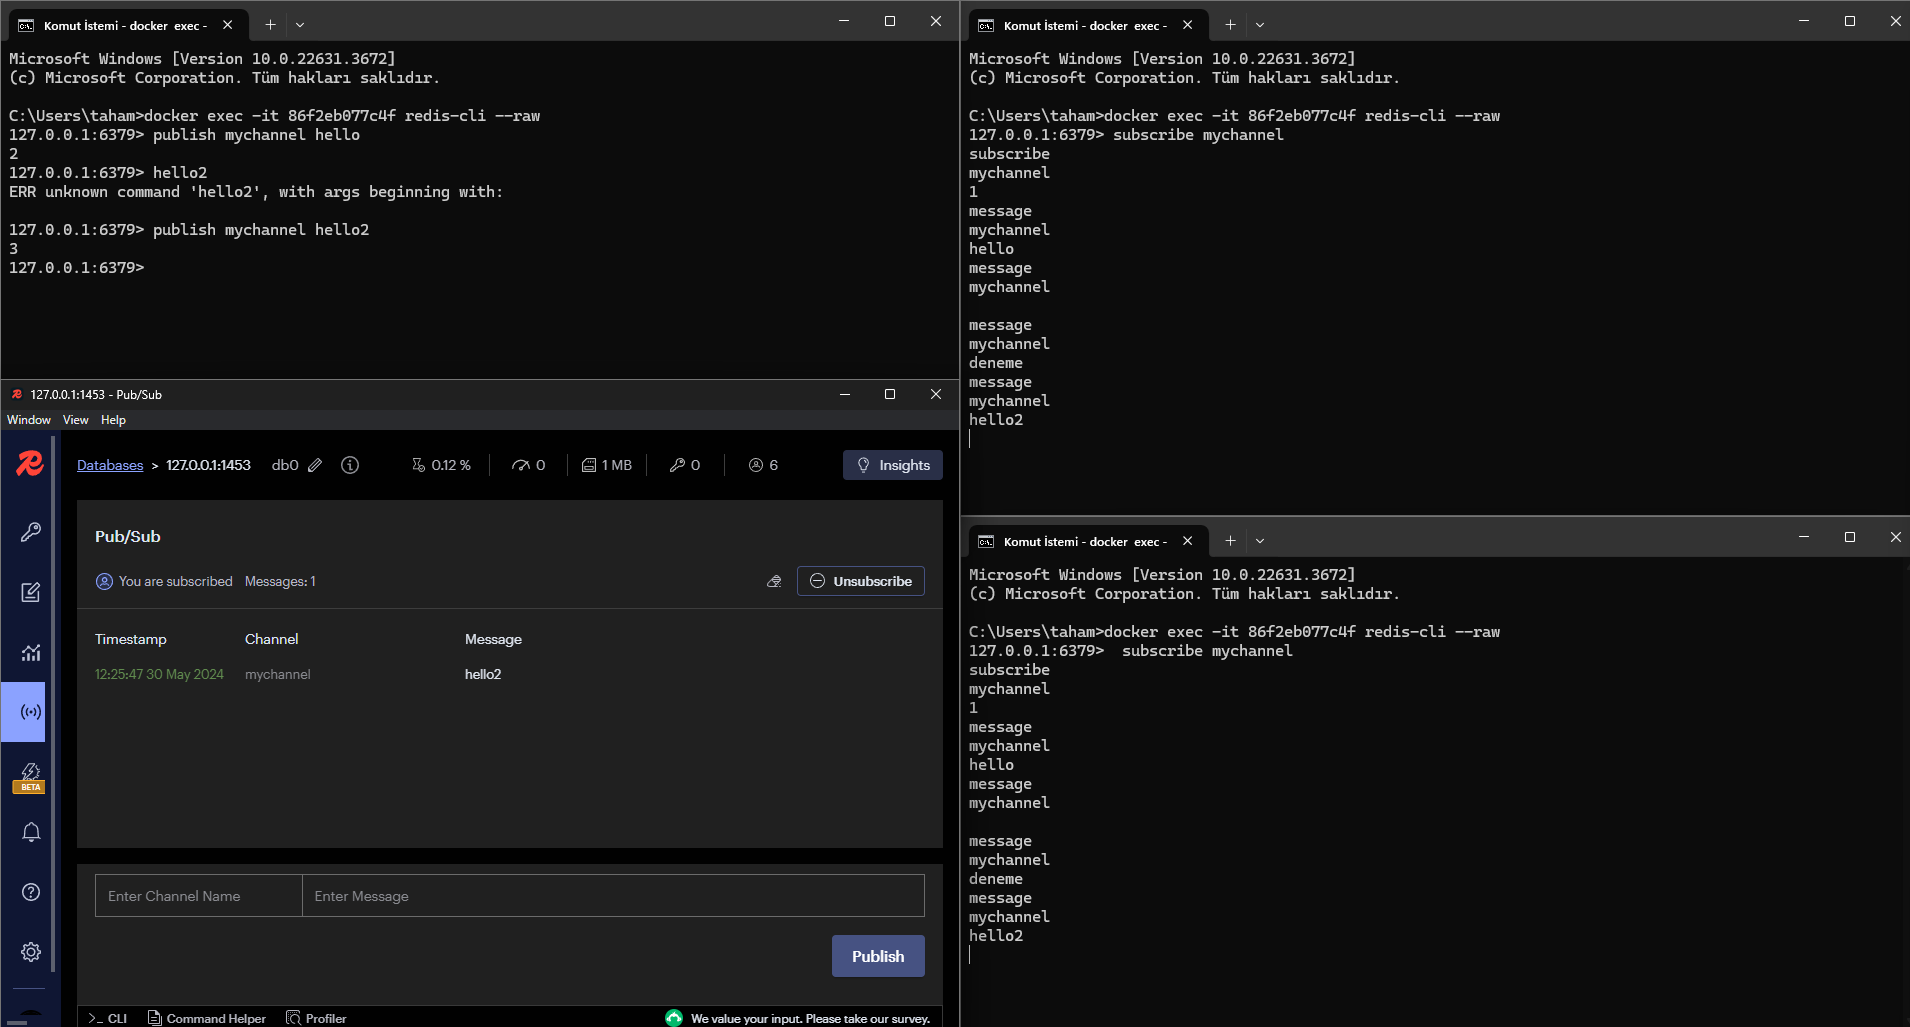 Komut İstemi - docker  exec -
Microsoft Windows [Version 10.0.22631.3672]
(c) Microsoft Corporation. Tüm hakları saklıdır.
C:\Users\taham>docker exec -it 86f2eb077c4f redis-cli --raw
127.0.0.1:6379> publish mychannel hello
2
127.0.0.1:6379> hello2
ERR unknown command 'hello2', with args beginning with:
127.0.0.1:6379> publish mychannel hello2
3
127.0.0.1:6379>
127.0.0.1:1453 - Pub/Sub
Window View Help
Databases > 127.0.0.1:1453 db0 0.12 % 0 1 MB 0 6 Insights
Pub/Sub
You are subscribed Messages: 1 Unsubscribe
Timestamp Channel Message
12:25:47 30 May 2024 mychannel hello2
BETA
Enter Channel Name Enter Message
Publish
>_ CLI Command Helper Profiler We value your input. Please take our survey.
Komut İstemi - docker  exec -
Microsoft Windows [Version 10.0.22631.3672]
(c) Microsoft Corporation. Tüm hakları saklıdır.
C:\Users\taham>docker exec -it 86f2eb077c4f redis-cli --raw
127.0.0.1:6379> subscribe mychannel
subscribe
mychannel
1
message
mychannel
hello
message
mychannel
message
mychannel
deneme
message
mychannel
hello2
Komut İstemi - docker  exec -
Microsoft Windows [Version 10.0.22631.3672]
(c) Microsoft Corporation. Tüm hakları saklıdır.
C:\Users\taham>docker exec -it 86f2eb077c4f redis-cli --raw
127.0.0.1:6379>  subscribe mychannel
subscribe
mychannel
1
message
mychannel
hello
message
mychannel
message
mychannel
deneme
message
mychannel
hello2